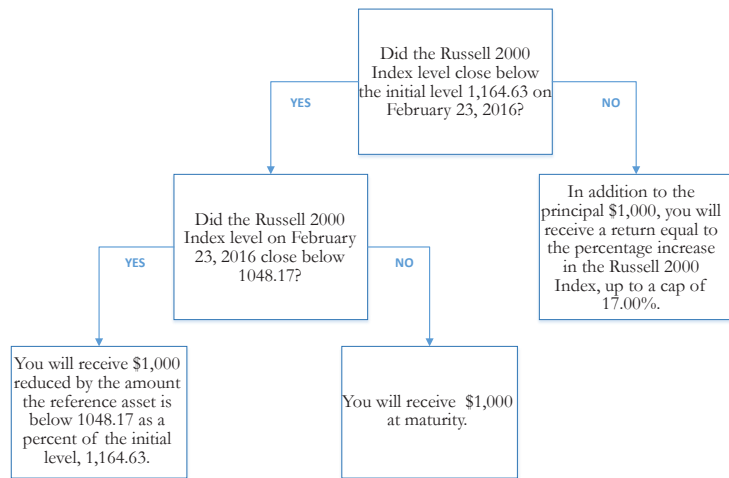 Did the Russell 2000
Index level close below
the initial level 1,164.63 on
February 23, 2016?
YES
NO
Did the Russell 2000
Index level on February
23, 2016 close below
1048.17?
In addition to the
principal $1,000, you will
receive a return equal to
the percentage increase
in the Russell 2000
Index, up to a cap of
17.00%.
YES
NO
You will receive $1,000
reduced by the amount
the reference asset is
below 1048.17 as a
percent of the initial
level, 1,164.63.
You will receive $1,000
at maturity.